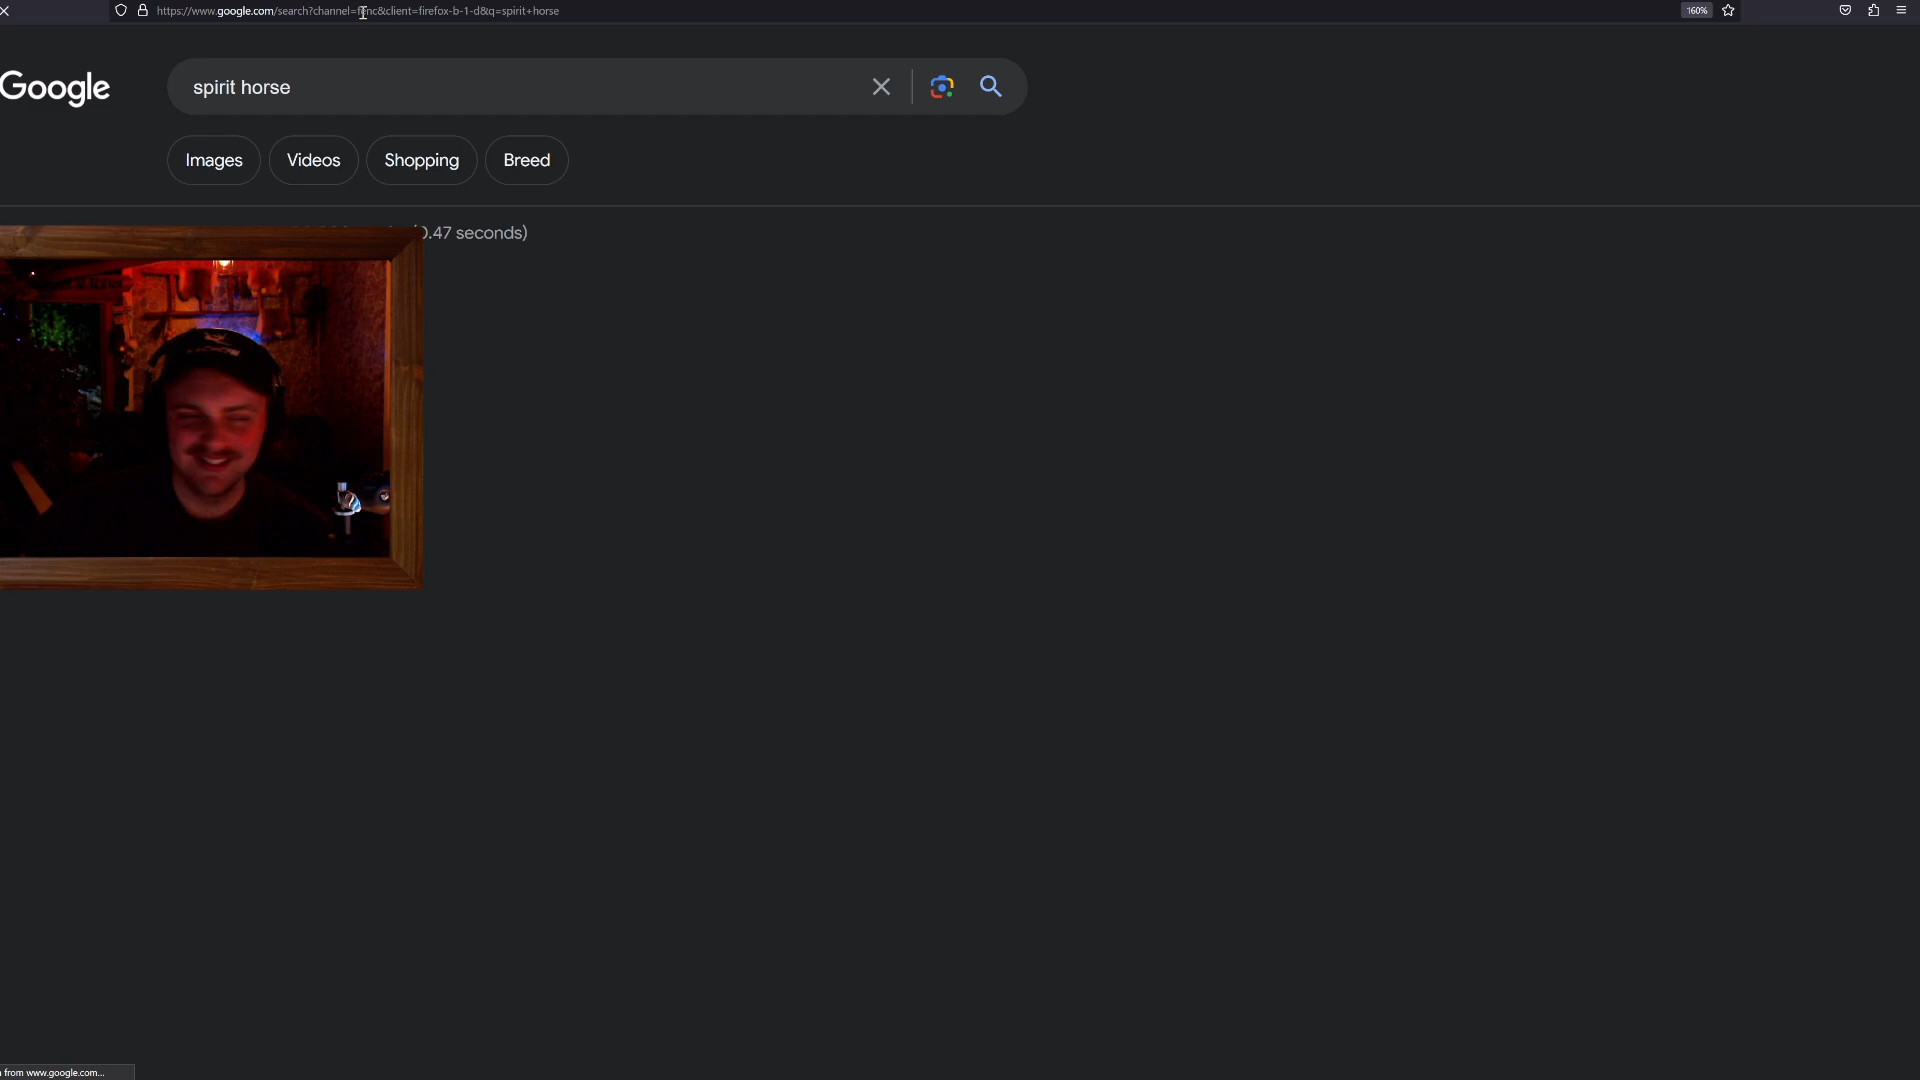 https://www.google.com/search?channel=fenc&client=firefox-b-1-d&q=spirit+horse
160%
Google
spirit horse
Images
Videos
Shopping
Breed
0.47 seconds)
from www.google.com...